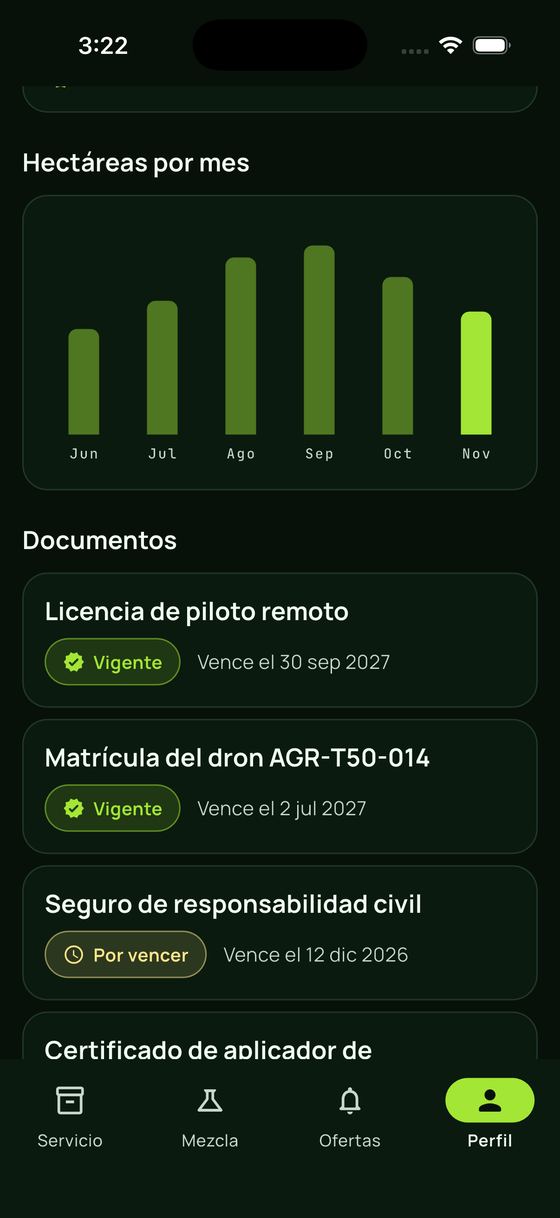 3:22
Hectáreas por mes
Jun Jul Ago Sep Oct Nov
Documentos
Licencia de piloto remoto
Vigente Vence el 30 sep 2027
Matrícula del dron AGR-T50-014
Vigente Vence el 2 jul 2027
Seguro de responsabilidad civil
Por vencer Vence el 12 dic 2026
Certificado de aplicador de
Servicio Mezcla Ofertas Perfil